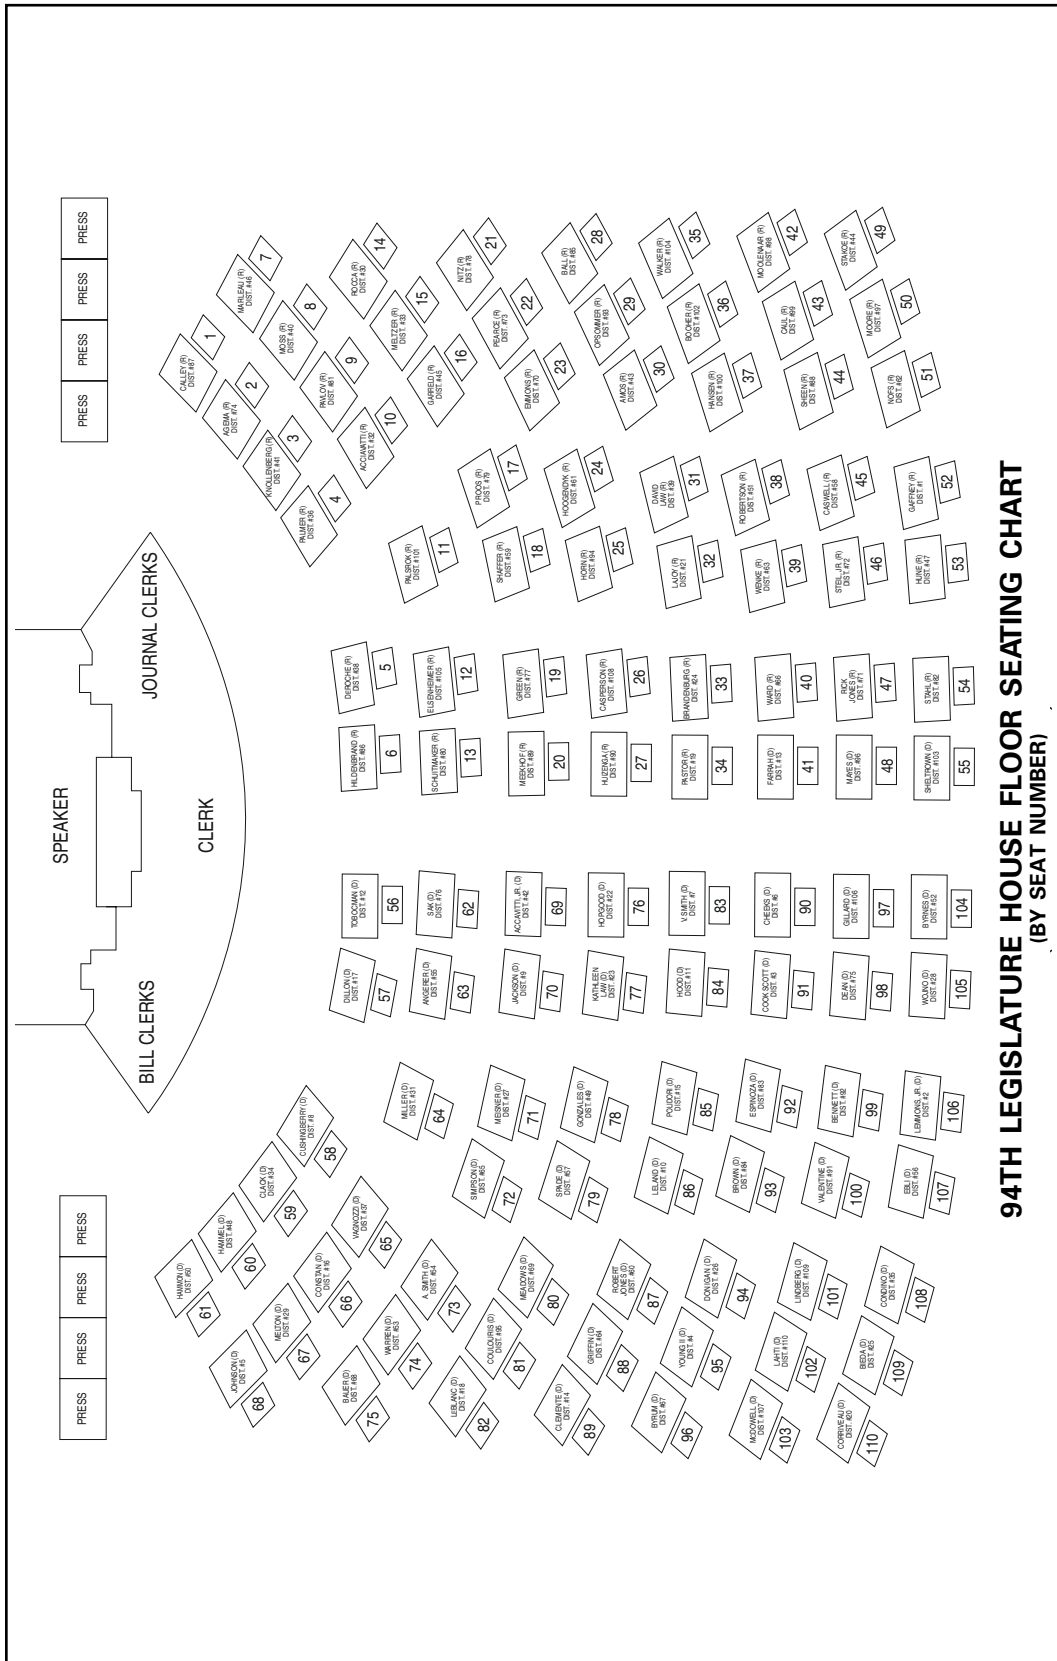 PRESS
PRESS
PRESS
PRESS
PRESS
PRESS
PRESS
PRESS
SPEAKER
BILL CLERKS
CLERK
JOURNAL CLERKS
CALLEY (R)
DIST. #87
1
AGEMA (R)
DIST. #74
2
KNOLLENBERG (R)
DIST. #41
3
PALMER (R)
DIST. #36
4
DEROCHE (R)
DIST. #38
5
HILDENBRAND (R)
DIST. #86
6
MARLEAU (R)
DIST. #46
7
MOSS (R)
DIST. #40
8
PAVLOV (R)
DIST. #81
9
ACCIAVATTI (R)
DIST. #32
10
PALSROK (R)
DIST. #101
11
ELSENHEIMER (R)
DIST. #105
12
SCHUITMAKER (R)
DIST. #80
13
ROCCA (R)
DIST. #30
14
MELTZER (R)
DIST. #33
15
GARFIELD (R)
DIST. #45
16
PROOS (R)
DIST. #79
17
SHAFFER (R)
DIST. #59
18
GREEN (R)
DIST. #77
19
MEEKHOF (R)
DIST. #89
20
NITZ (R)
DIST. #78
21
PEARCE (R)
DIST. #73
22
EMMONS (R)
DIST. #70
23
HOOGENDYK (R)
DIST. #61
24
HORN (R)
DIST. #94
25
CASPERSON (R)
DIST. #108
26
HUIZENGA (R)
DIST. #90
27
BALL (R)
DIST. #85
28
OPSOMMER (R)
DIST. #93
29
AMOS (R)
DIST. #43
30
DAVID
LAW (R)
DIST. #39
31
LAJOY (R)
DIST. #21
32
BRANDENBURG (R)
DIST. #24
33
PASTOR (R)
DIST. #19
34
WALKER (R)
DIST. #104
35
BOOHER (R)
DIST. #102
36
HANSEN (R)
DIST. #100
37
ROBERTSON (R)
DIST. #51
38
WENKE (R)
DIST. #63
39
WARD (R)
DIST. #66
40
FARRAH (D)
DIST. #13
41
MOOLENAAR (R)
DIST. #98
42
CAUL (R)
DIST. #99
43
SHEEN (R)
DIST. #88
44
CASWELL (R)
DIST. #58
45
STEIL, JR. (R)
DIST. #72
46
RICK
JONES (R)
DIST. #71
47
MAYES (D)
DIST. #96
48
STAKOE (R)
DIST. #44
49
MOORE (R)
DIST. #97
50
NOFS (R)
DIST. #62
51
GAFFNEY (R)
DIST. #1
52
HUNE (R)
DIST. #47
53
STAHL (R)
DIST. #82
54
SHELTROWN (D)
DIST. #103
55
TOBOCMAN (D)
DIST. #12
56
DILLON (D)
DIST. #17
57
CUSHINGBERRY (D)
DIST. #8
58
CLACK (D)
DIST. #34
59
HAMMEL (D)
DIST. #48
60
HAMMON (D)
DIST. #50
61
SAK (D)
DIST. #76
62
ANGERER (D)
DIST. #55
63
MILLER (D)
DIST. #31
64
VAGNOZZI (D)
DIST. #37
65
CONSTAN (D)
DIST. #16
66
MELTON (D)
DIST. #29
67
JOHNSON (D)
DIST. #5
68
ACCAVITTI, JR. (D)
DIST. #42
69
JACKSON (D)
DIST. #9
70
MEISNER (D)
DIST. #27
71
SIMPSON (D)
DIST. #65
72
A. SMITH (D)
DIST. #54
73
WARREN (D)
DIST. #53
74
BAUER (D)
DIST. #68
75
HOPGOOD (D)
DIST. #22
76
KATHLEEN
LAW (D)
DIST. #23
77
GONZALES (D)
DIST. #49
78
SPADE (D)
DIST. #57
79
MEADOWS (D)
DIST. #69
80
COULOURIS (D)
DIST. #95
81
LEBLANC (D)
DIST. #18
82
V.SMITH (D)
DIST. #7
83
HOOD (D)
DIST. #11
84
POLIDORI (D)
DIST. #15
85
LELAND (D)
DIST. #10
86
ROBERT
JONES (D)
DIST. #60
87
GRIFFIN (D)
DIST. #64
88
CLEMENTE (D)
DIST. #14
89
CHEEKS (D)
DIST. #6
90
COOK SCOTT (D)
DIST. #3
91
ESPINOZA (D)
DIST. #83
92
BROWN (D)
DIST. #84
93
DONIGAN (D)
DIST. #26
94
YOUNG II (D)
DIST. #4
95
BYRUM (D)
DIST. #67
96
GILLARD (D)
DIST. #106
97
DEAN (D)
DIST. #75
98
BENNETT (D)
DIST. #92
99
VALENTINE (D)
DIST. #91
100
LINDBERG (D)
DIST. #109
101
LAHTI (D)
DIST. #110
102
MCDOWELL (D)
DIST. #107
103
BYRNES (D)
DIST. #52
104
WOJNO (D)
DIST. #28
105
LEMMONS, JR. (D)
DIST. #2
106
EBLI (D)
DIST. #56
107
CONDINO (D)
DIST. #35
108
BIEDA (D)
DIST. #25
109
CORRIVEAU (D)
DIST. #20
110
94TH LEGISLATURE HOUSE FLOOR SEATING CHART
(BY SEAT NUMBER)